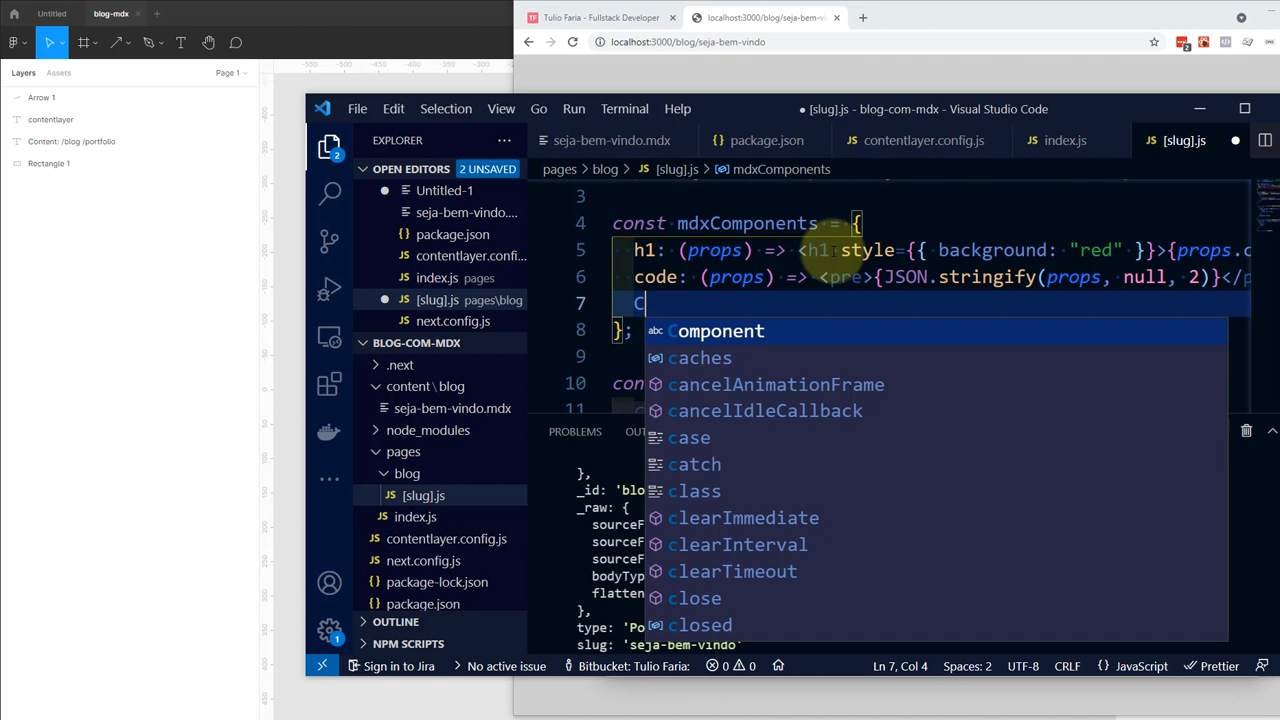 Untitled
blog-mdx
Layers
Assets
Page 1
Arrow 1
contentlayer
Content: /blog /portfolio
Rectangle 1
-550
-500
-450
-400
-350
-300
Tulio Faria - Fullstack Developer
localhost:3000/blog/seja-bem-vi
localhost:3000/blog/seja-bem-vindo
File Edit Selection View Go Run Terminal Help
● [slug].js - blog-com-mdx - Visual Studio Code
EXPLORER
OPEN EDITORS 2 UNSAVED
Untitled-1
seja-bem-vindo....
package.json
contentlayer.confi...
index.js pages
[slug].js pages\blog
next.config.js
BLOG-COM-MDX
.next
content\blog
seja-bem-vindo.mdx
node_modules
pages
blog
[slug].js
index.js
contentlayer.config.js
next.config.js
package-lock.json
package.json
OUTLINE
NPM SCRIPTS
seja-bem-vindo.mdx
package.json
contentlayer.config.js
index.js
[slug].js
pages > blog > [slug].js > mdxComponents
3
4 const mdxComponents = {
5 h1: (props) => <h1 style={{ background: "red" }}>{props.c
6 code: (props) => <pre>{JSON.stringify(props, null, 2)}</p
7 C
8 };
9
10 con
11
Component
caches
cancelAnimationFrame
cancelIdleCallback
case
catch
class
clearImmediate
clearInterval
clearTimeout
close
closed
PROBLEMS OUT
},
_id: 'blo
_raw: {
sourceF
sourceF
sourceF
bodyTyp
flatten
},
type: 'Po
slug: 'seja-bem-vindo'
Sign in to Jira
No active issue
Bitbucket: Tulio Faria:
0 0
Ln 7, Col 4
Spaces: 2
UTF-8
CRLF
{} JavaScript
Prettier